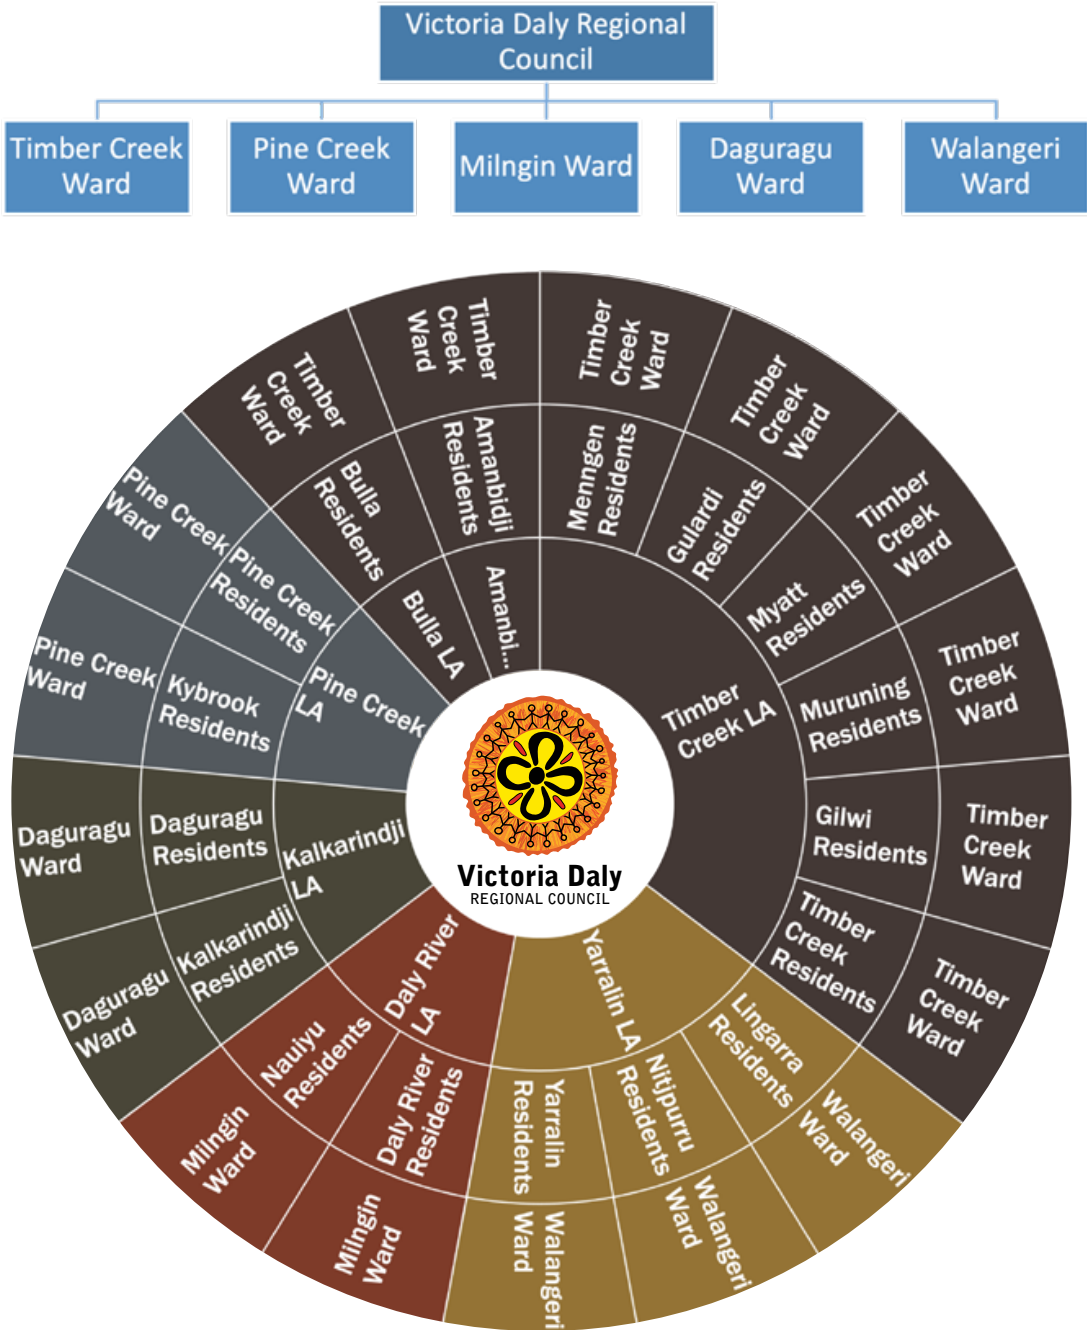 Victoria Daly Regional
Council
Timber Creek
Ward
Pine Creek
Ward
Milngin Ward
Daguragu
Ward
Walangeri
Ward
Timber
Creek
Ward
Timber
Creek
Ward
Timber
Creek
Ward
Timber
Creek
Ward
Timber
Creek
Ward
Timber
Creek
Ward
Walangeri
Ward
Walangeri
Ward
Walangeri
Ward
Milngin
Ward
Milngin
Ward
Daguragu
Ward
Daguragu
Ward
Pine Creek
Ward
Pine Creek
Ward
Timber
Creek
Ward
Timber
Creek
Ward
Menngen
Residents
Gulardi
Residents
Myatt
Residents
Muruning
Residents
Gilwi
Residents
Timber
Creek
Residents
Lingarra
Residents
Nitjpurru
Residents
Yarralin
Residents
Daly River
Residents
Nauiyu
Residents
Kalkarindji
Residents
Daguragu
Residents
Kybrook
Residents
Pine Creek
Residents
Bulla
Residents
Amanbidji
Residents
Timber
Creek LA
Yarralin LA
Daly River
LA
Kalkarindji
LA
Pine Creek
LA
Bulla LA
Amanbi...
Victoria Daly
REGIONAL COUNCIL